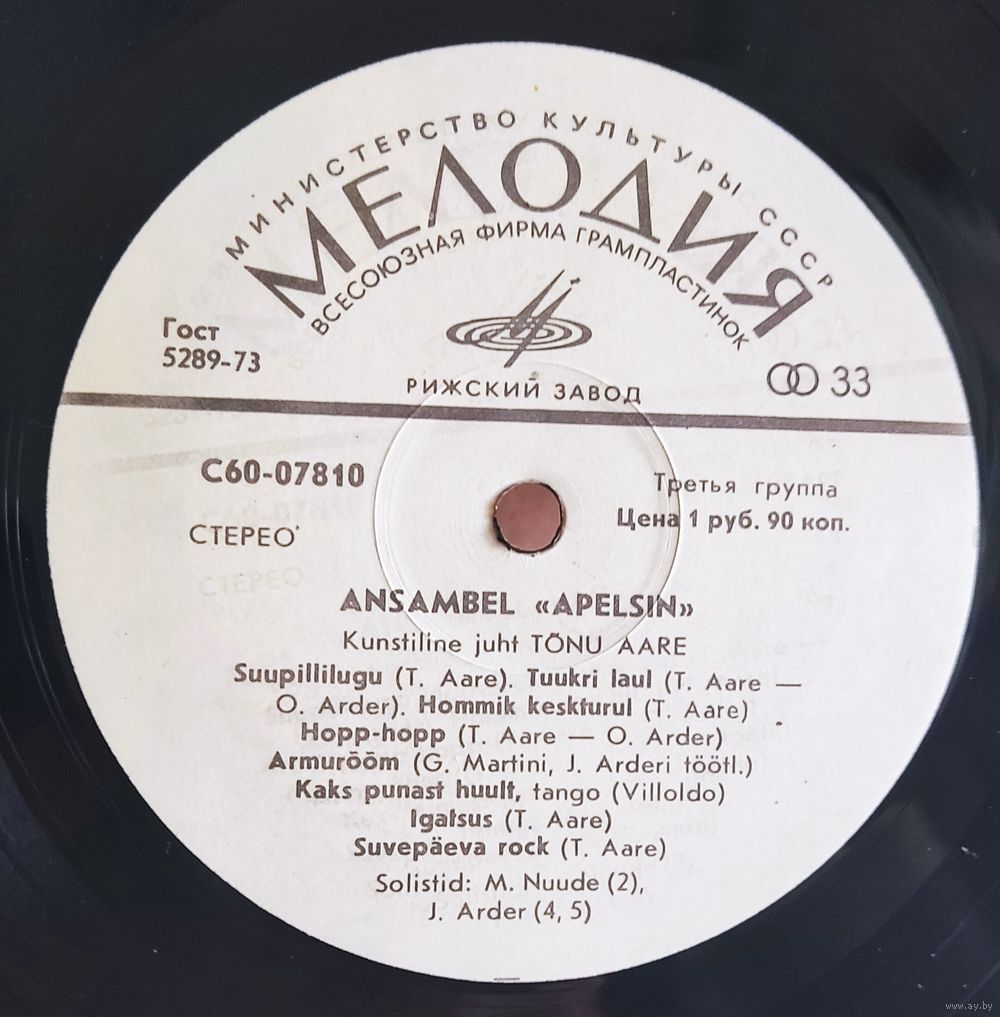 МИНИСТЕРСТВО КУЛЬТУРЫ СССР
МЕЛОДИЯ
ВСЕСОЮЗНАЯ ФИРМА ГРАМПЛАСТИНОК
Гост
5289-73
РИЖСКИЙ ЗАВОД
33
С60-07810
Третья группа
Цена 1 руб. 90 коп.
СТЕРЕО
ANSAMBEL «APELSIN»
Kunstiline juht TÕNU AARE
Suupillilugu (T. Aare). Tuukri laul (T. Aare —
O. Arder). Hommik keskturul (T. Aare)
Hopp-hopp (T. Aare — O. Arder)
Armurõõm (G. Martini, J. Arderi töötl.)
Kaks punast huult, tango (Villoldo)
Igatsus (T. Aare)
Suvepäeva rock (T. Aare)
Solistid: M. Nuude (2),
J. Arder (4, 5)
www.ay.by